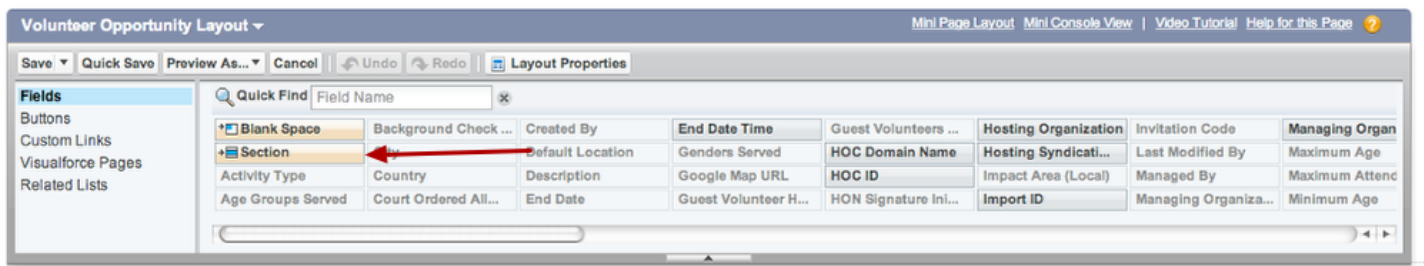 Volunteer Opportunity Layout Mini Page Layout Mini Console View | Video Tutorial Help for this Page ?
Save Quick Save Preview As... Cancel Undo Redo Layout Properties
Fields
Buttons
Custom Links
Visualforce Pages
Related Lists
Quick Find Field Name
Blank Space Background Check ... Created By End Date Time Guest Volunteers ... Hosting Organization Invitation Code Managing Organ
Section Default Location Genders Served HOC Domain Name Hosting Syndicati... Last Modified By Maximum Age
Activity Type Country Description Google Map URL HOC ID Impact Area (Local) Managed By Maximum Attend
Age Groups Served Court Ordered All... End Date Guest Volunteer H... HON Signature Ini... Import ID Managing Organiza... Minimum Age